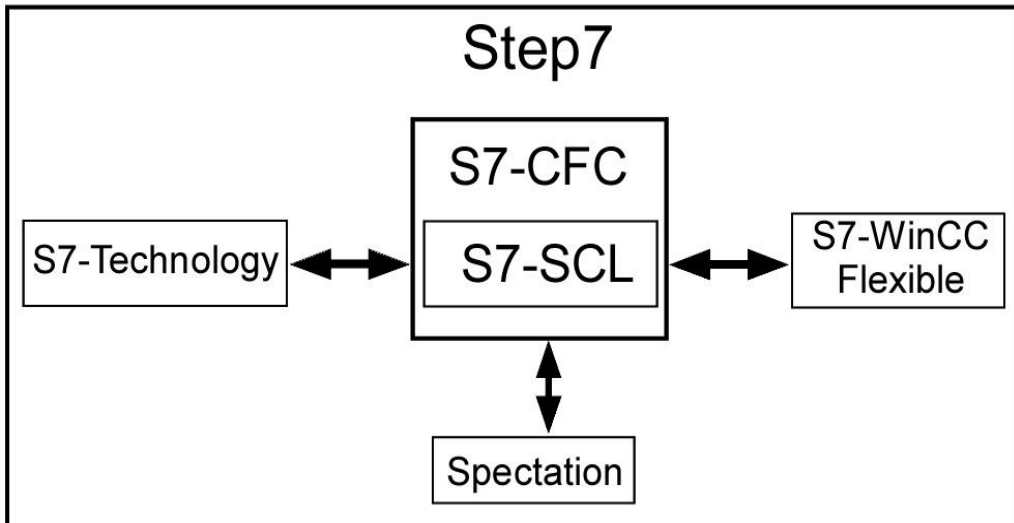 Step7
S7-CFC
S7-SCL
S7-Technology
S7-WinCC
Flexible
Spectation